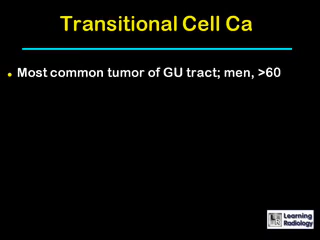 Transitional Cell Ca
Most common tumor of GU tract; men, >60
Learning
Radiology